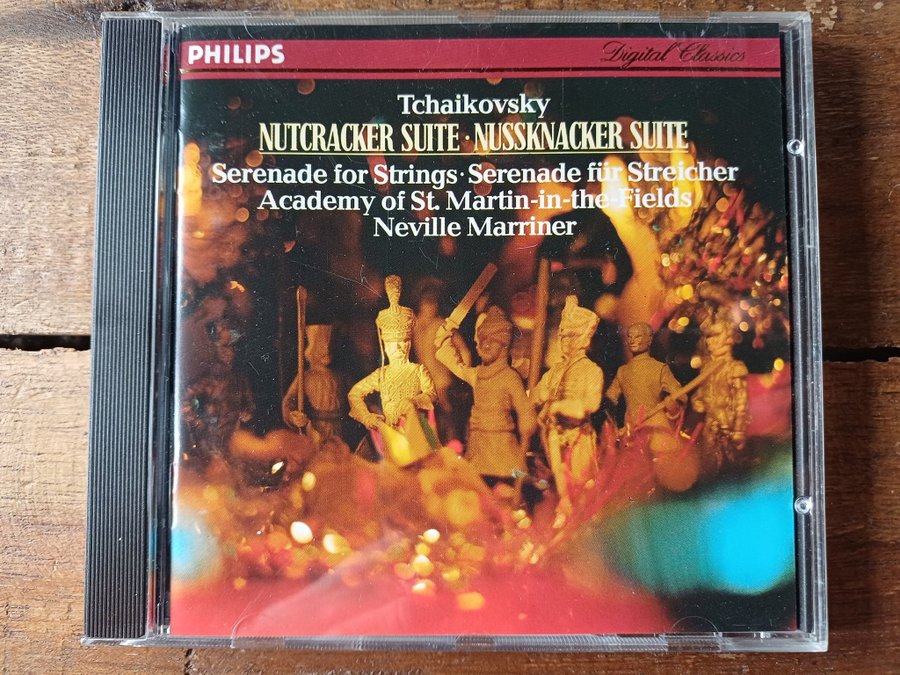 PHILIPS
Digital Classics
Tchaikovsky
NUTCRACKER SUITE · NUSSKNACKER SUITE
Serenade for Strings · Serenade für Streicher
Academy of St. Martin-in-the-Fields
Neville Marriner